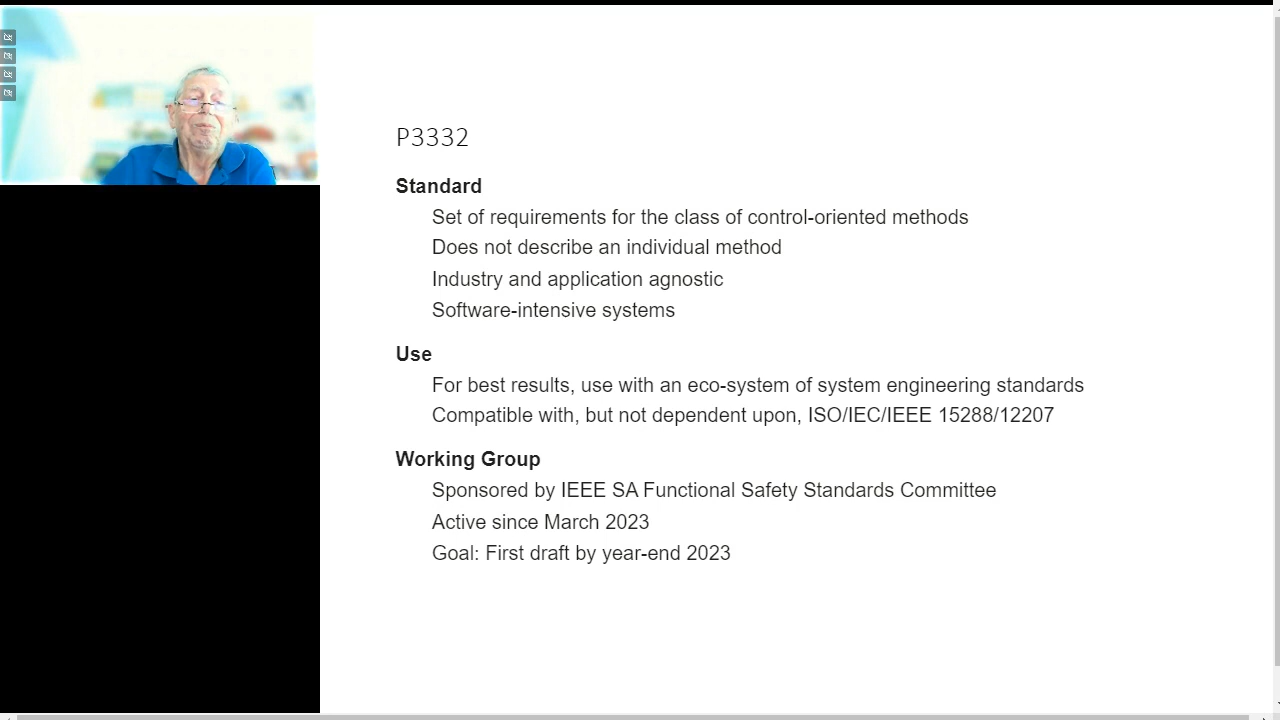 P3332
Standard
Set of requirements for the class of control-oriented methods
Does not describe an individual method
Industry and application agnostic
Software-intensive systems
Use
For best results, use with an eco-system of system engineering standards
Compatible with, but not dependent upon, ISO/IEC/IEEE 15288/12207
Working Group
Sponsored by IEEE SA Functional Safety Standards Committee
Active since March 2023
Goal: First draft by year-end 2023